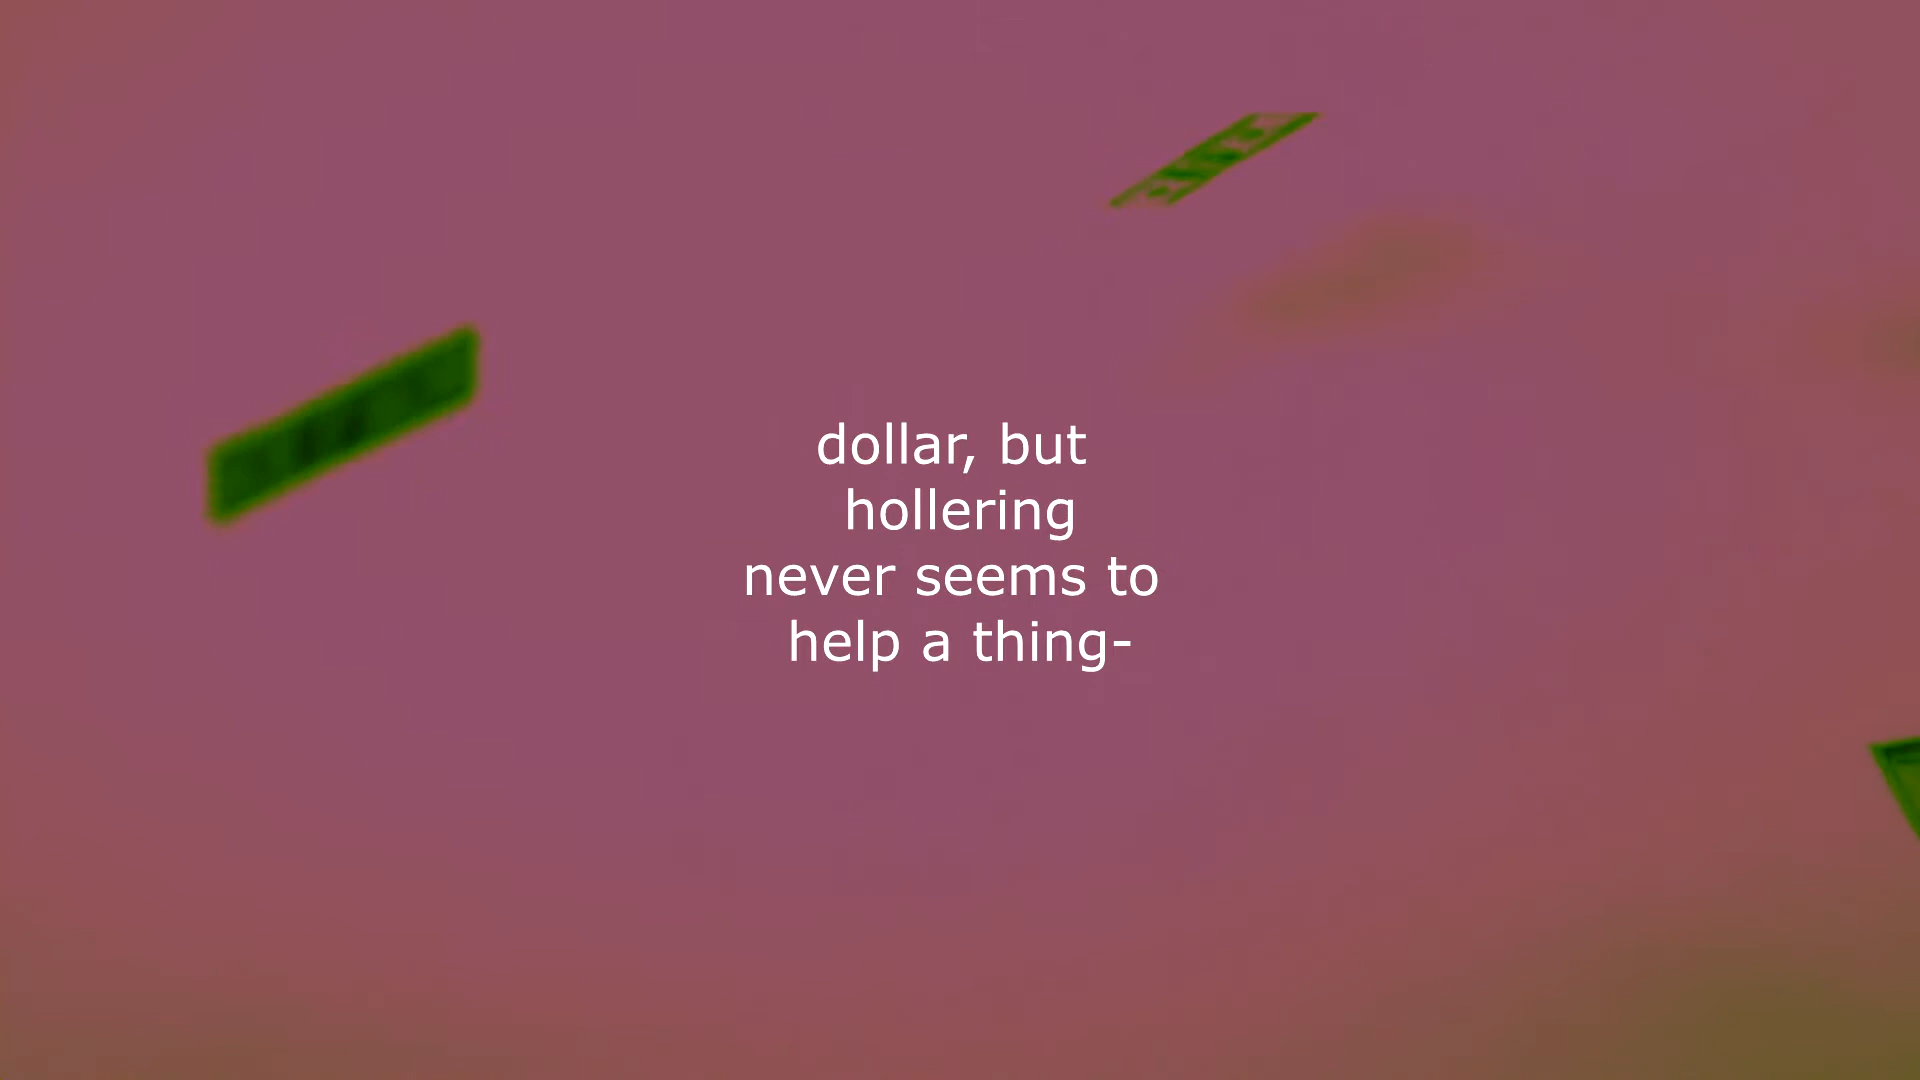 dollar, but
hollering
never seems to
help a thing-